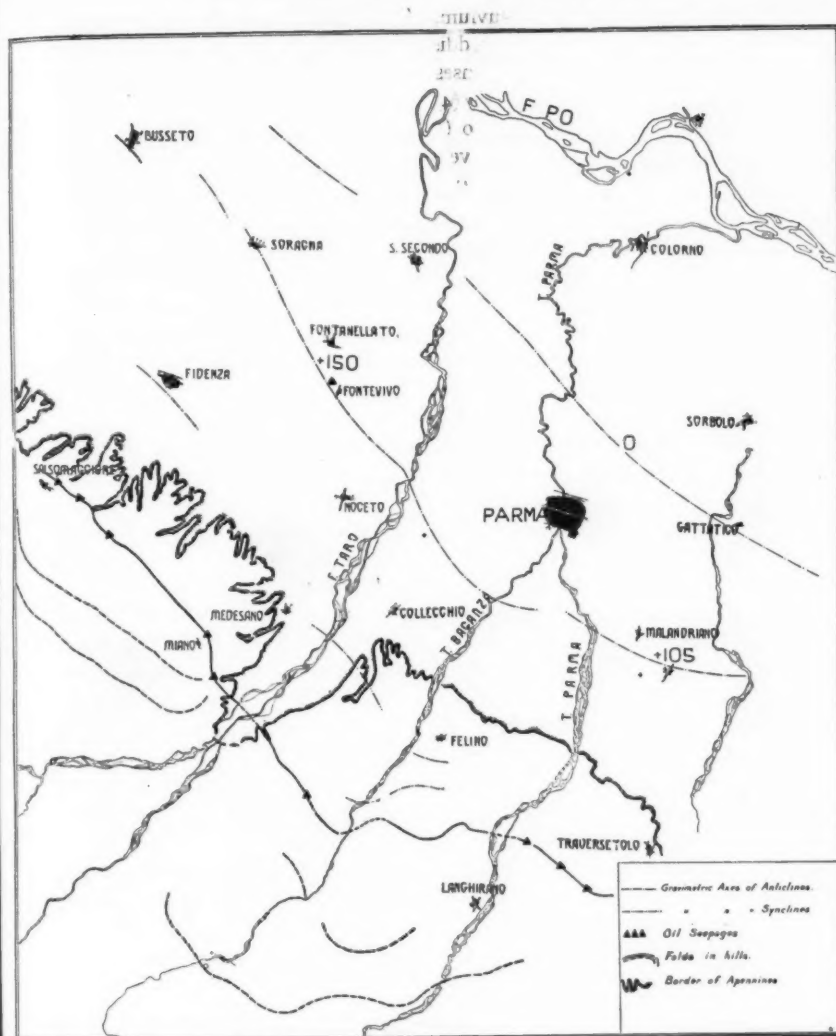 F PO
BUSSETO
SORAGNA
S. SEGONDO
T. PARMA
COLORNO
FONTANELLATO.
+150
FONTEVIVO
FIDENZA
SORBOLO
O
SALSOMAGGIORE
NOCETO
PARMA
GATTATICO
F. TARO
MEDESANO
COLLECCHIO
T. BAGANZA
MALANDRIANO
+105
MIANO
T. PARMA
FELINO
TRAVERSETOLO
LANGHIRANO
Gravimetric Axes of Anticlines.
" " " Synclines
Oil Seepages
Folds in hills.
Border of Apennines